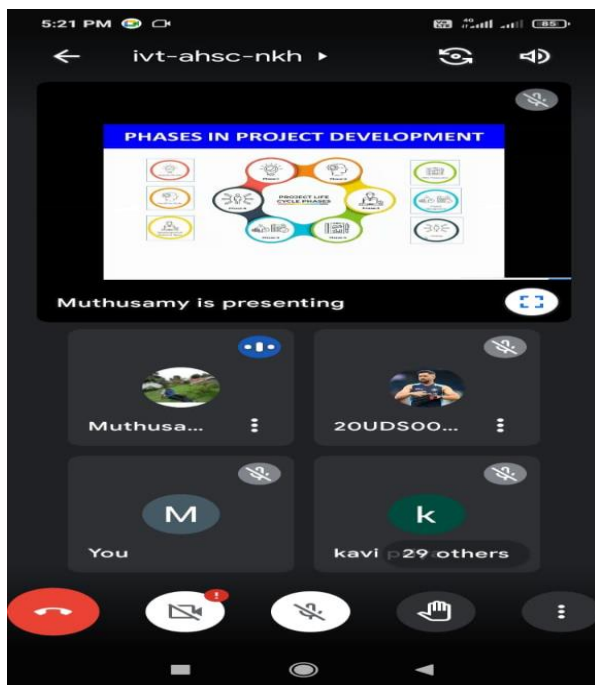 5:21 PM
4G
85
ivt-ahsc-nkh
PHASES IN PROJECT DEVELOPMENT
PROJECT LIFE
CYCLE PHASES
Muthusamy is presenting
Muthusa...
20UDS00...
M
You
k
kavi
29 others